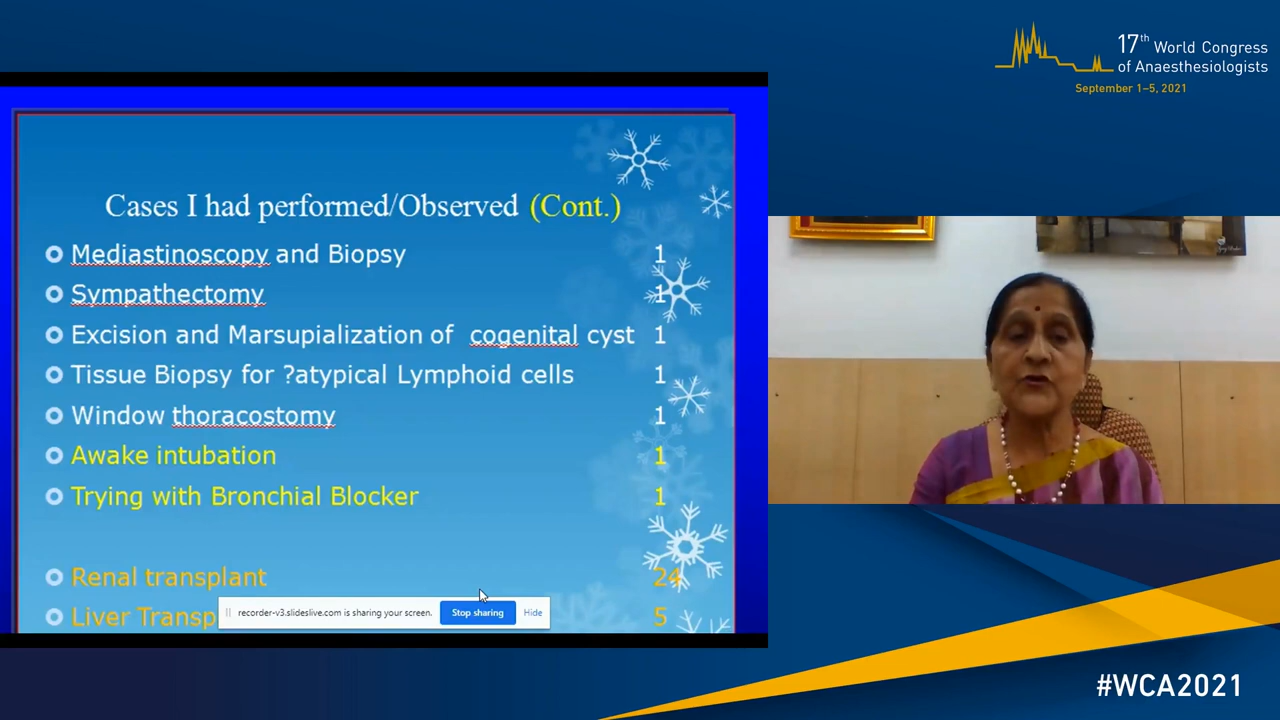 17th World Congress
of Anaesthesiologists
September 1–5, 2021
Cases I had performed/Observed (Cont.)
Mediastinoscopy and Biopsy 1
Sympathectomy 1
Excision and Marsupialization of cogenital cyst 1
Tissue Biopsy for ?atypical Lymphoid cells 1
Window thoracostomy 1
Awake intubation 1
Trying with Bronchial Blocker 1
Renal transplant 24
Liver Transp 5
recorder-v3.slideslive.com is sharing your screen. Stop sharing Hide
#WCA2021